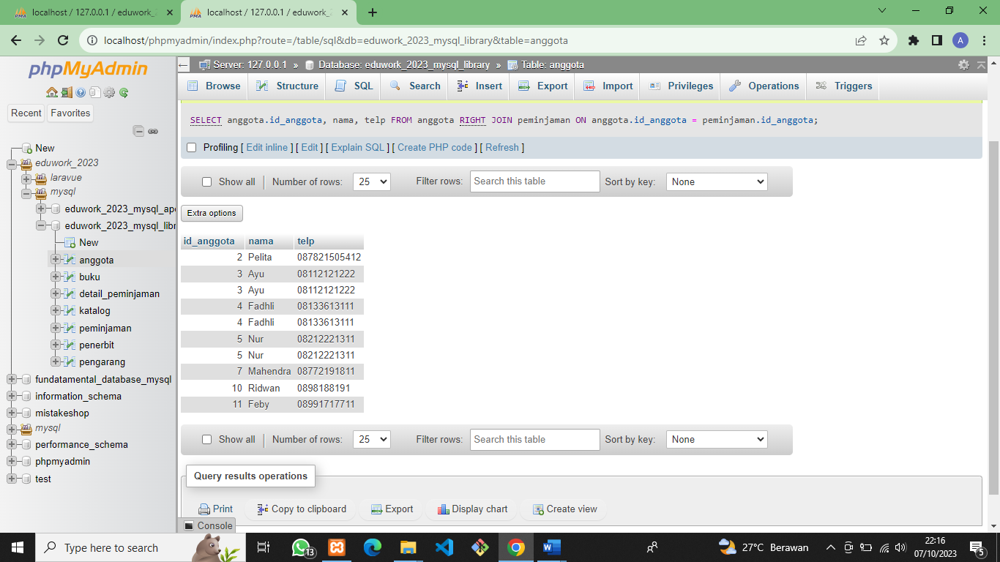 localhost / 127.0.0.1 / eduwork_2
localhost / 127.0.0.1 / eduwork_2
localhost/phpmyadmin/index.php?route=/table/sql&db=eduwork_2023_mysql_library&table=anggota
A
phpMyAdmin
Recent Favorites
New
eduwork_2023
laravue
mysql
eduwork_2023_mysql_ap
eduwork_2023_mysql_libr
New
anggota
buku
detail_peminjaman
katalog
peminjaman
penerbit
pengarang
fundatamental_database_mysql
information_schema
mistakeshop
mysql
performance_schema
phpmyadmin
test
Server: 127.0.0.1 » Database: eduwork_2023_mysql_library » Table: anggota
Browse Structure SQL Search Insert Export Import Privileges Operations Triggers
SELECT anggota.id_anggota, nama, telp FROM anggota RIGHT JOIN peminjaman ON anggota.id_anggota = peminjaman.id_anggota;
Profiling [ Edit inline ] [ Edit ] [ Explain SQL ] [ Create PHP code ] [ Refresh ]
Show all | Number of rows: 25 Filter rows: Search this table Sort by key: None
Extra options
id_anggota nama telp
2 Pelita 087821505412
3 Ayu 08112121222
3 Ayu 08112121222
4 Fadhli 08133613111
4 Fadhli 08133613111
5 Nur 08212221311
5 Nur 08212221311
7 Mahendra 08772191811
10 Ridwan 0898188191
11 Feby 08991717711
Show all | Number of rows: 25 Filter rows: Search this table Sort by key: None
Query results operations
Print Copy to clipboard Export Display chart Create view
Console
Type here to search
13
27°C Berawan
22:16
07/10/2023
5